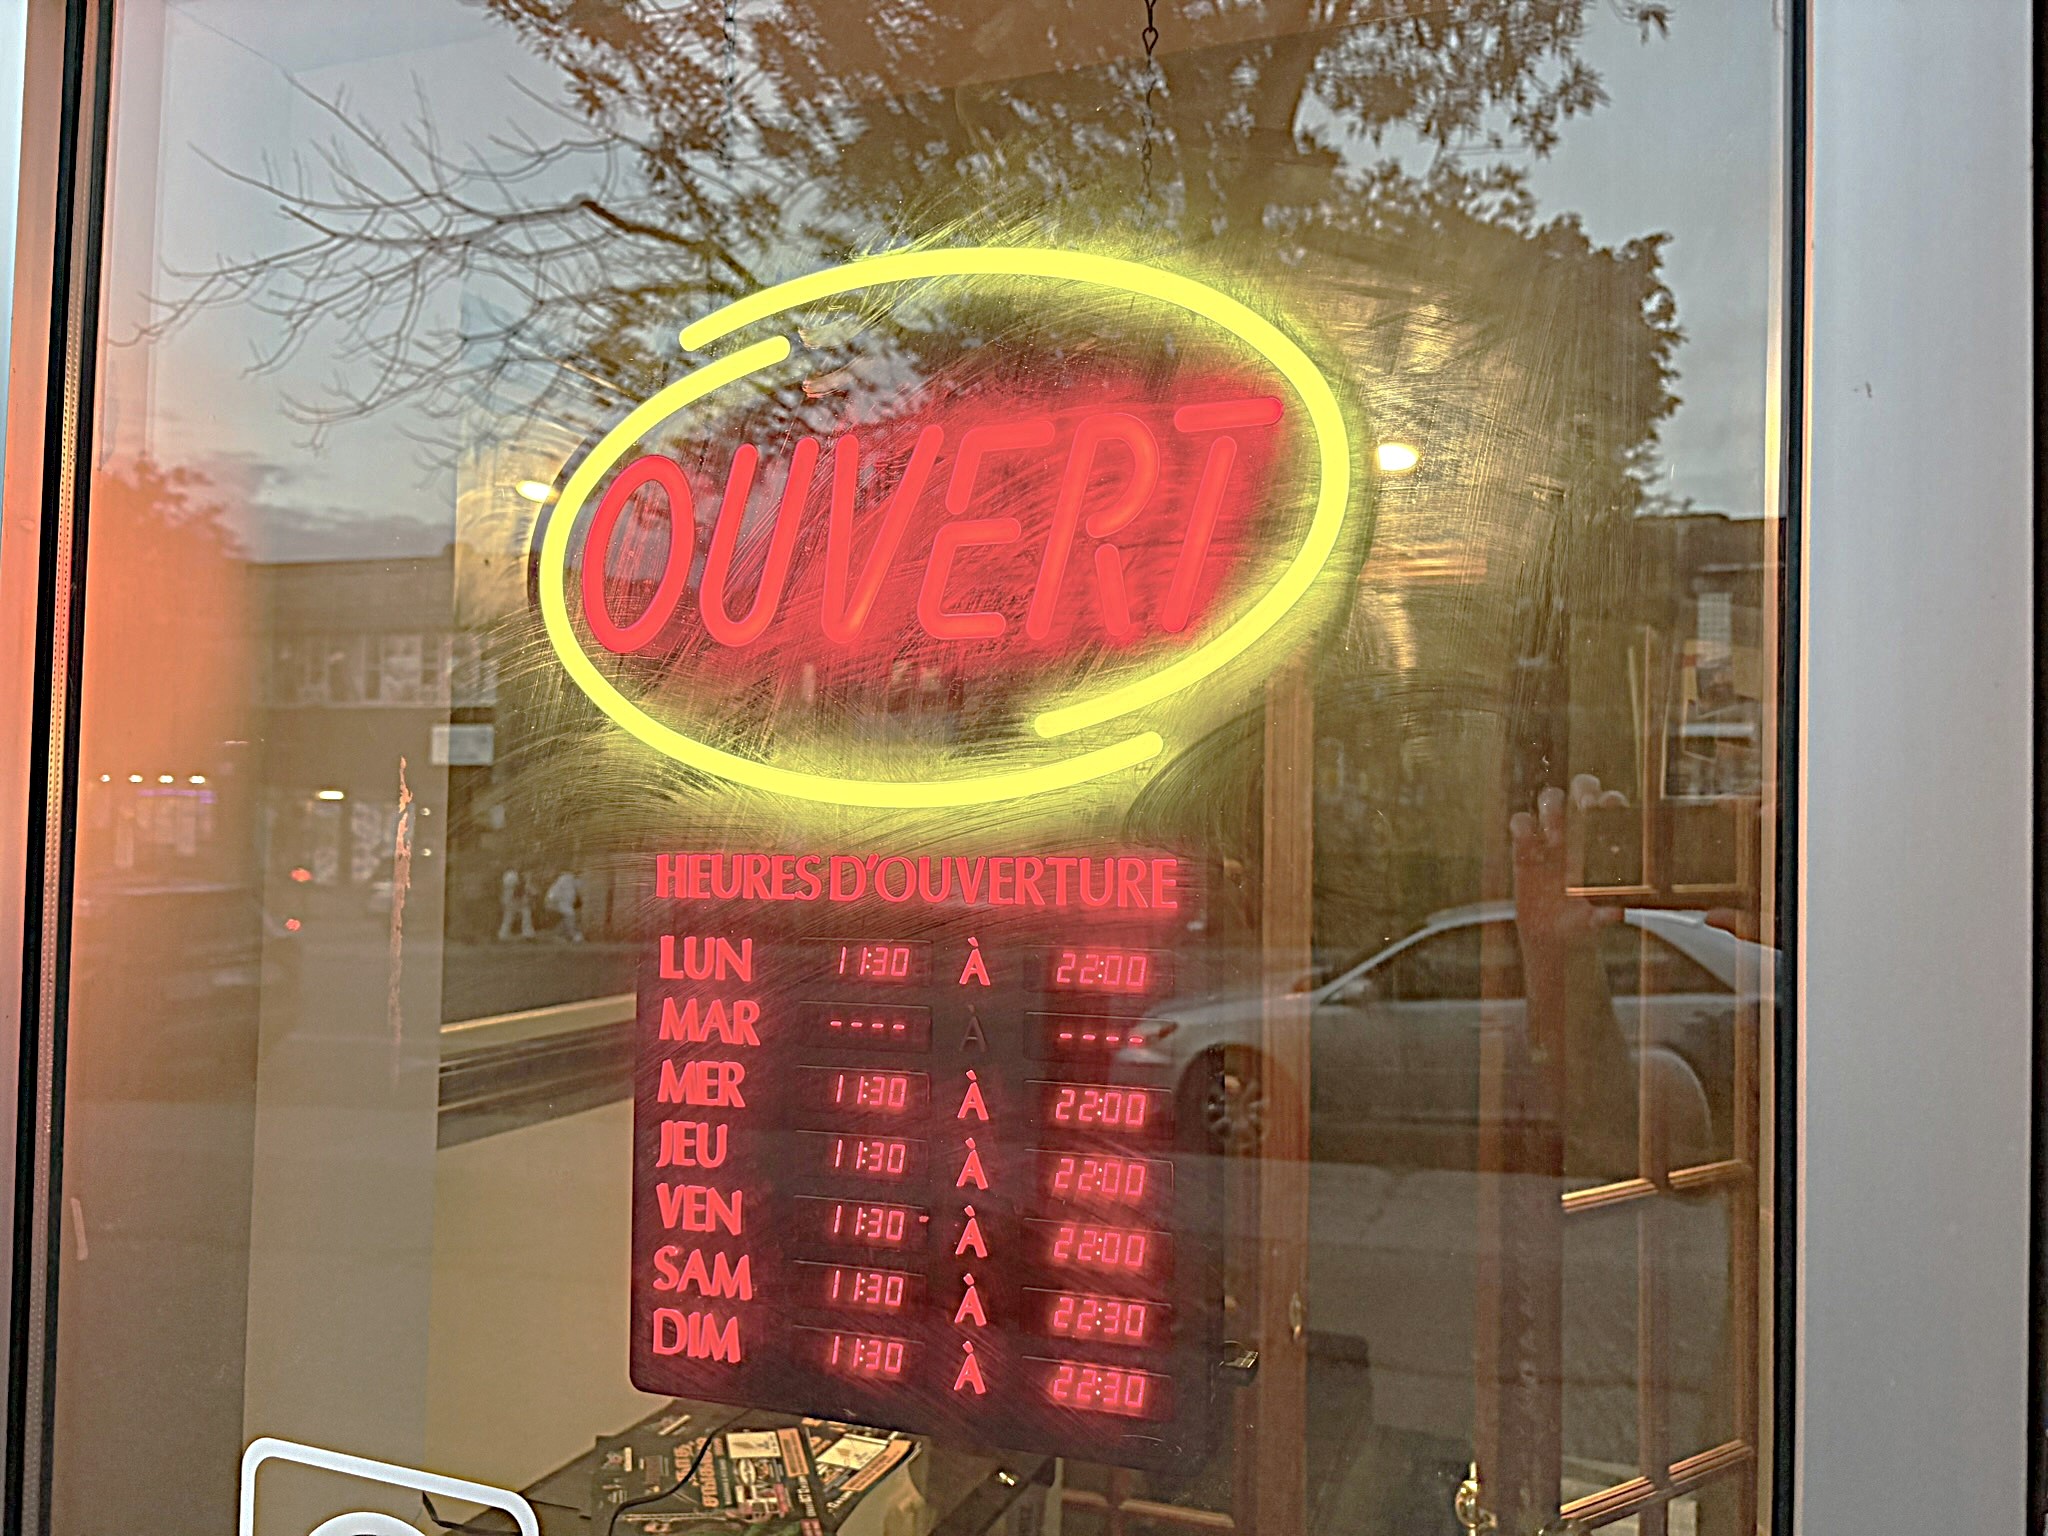 OUVERT
HEURES D'OUVERTURE
LUN 11:30 À 22:00
MAR ---- À ----
MER 11:30 À 22:00
JEU 11:30 À 22:00
VEN 11:30 À 22:00
SAM 11:30 À 22:30
DIM 11:30 À 22:30